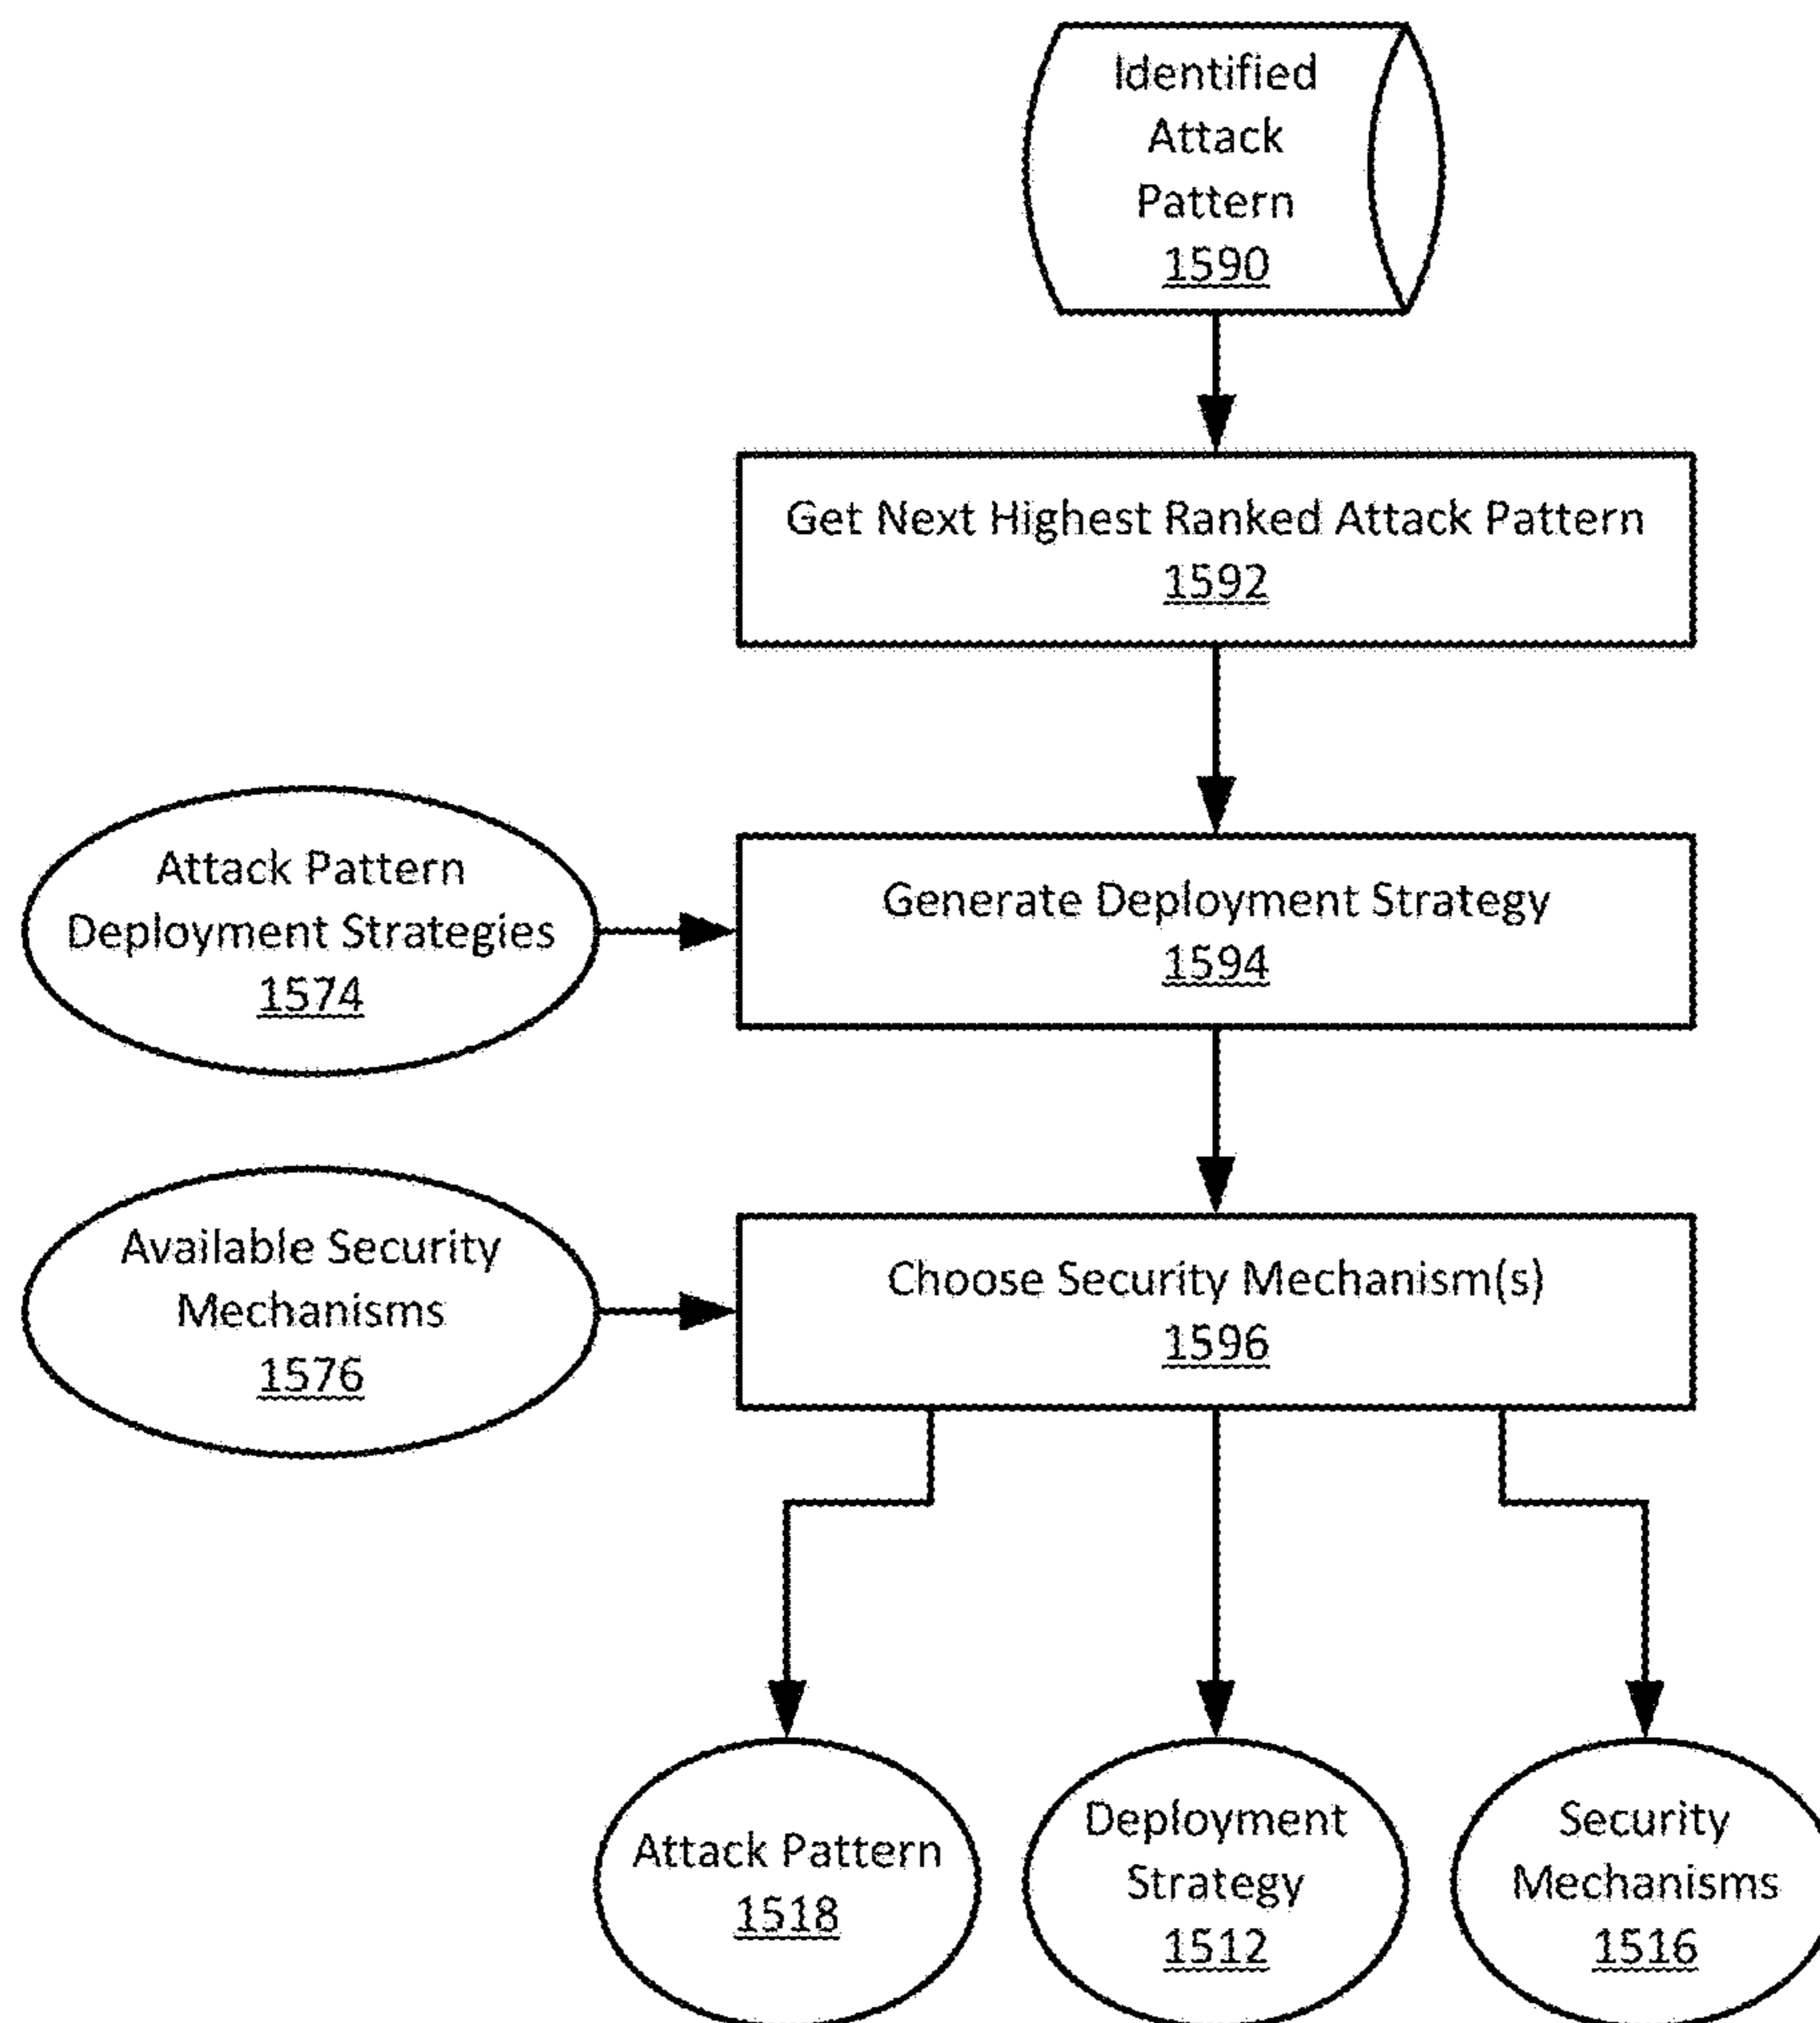 Identified
Attack
Pattern
1590
Get Next Highest Ranked Attack Pattern
1592
Attack Pattern
Deployment Strategies
1574
Generate Deployment Strategy
1594
Available Security
Mechanisms
1576
Choose Security Mechanism(s)
1596
Attack Pattern
1518
Deployment
Strategy
1512
Security
Mechanisms
1516